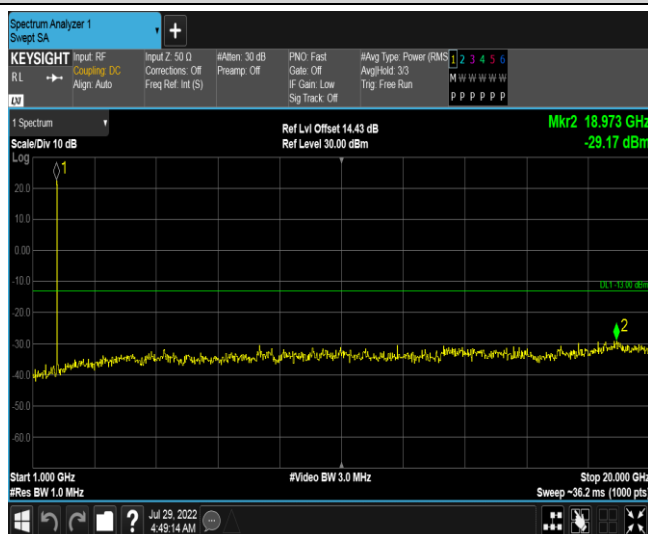 Spectrum Analyzer 1
Swept SA
+
KEYSIGHT
RL
LXI
Input: RF
Coupling: DC
Align: Auto
Input Z: 50 Ω
Corrections: Off
Freq Ref: Int (S)
#Atten: 30 dB
Preamp: Off
PNO: Fast
Gate: Off
IF Gain: Low
Sig Track: Off
#Avg Type: Power (RMS
Avg|Hold: 3/3
Trig: Free Run
1 2 3 4 5 6
M W W W W W
P P P P P P
1 Spectrum
Scale/Div 10 dB
Log
Ref Lvl Offset 14.43 dB
Ref Level 30.00 dBm
Mkr2 18.973 GHz
-29.17 dBm
1
20.0
10.0
0.00
-10.0
DL1 -13.00 dBm
-20.0
2
-30.0
-40.0
-50.0
-60.0
Start 1.000 GHz
#Res BW 1.0 MHz
#Video BW 3.0 MHz
Stop 20.000 GHz
Sweep ~36.2 ms (1000 pts)
?
Jul 29, 2022
4:49:14 AM